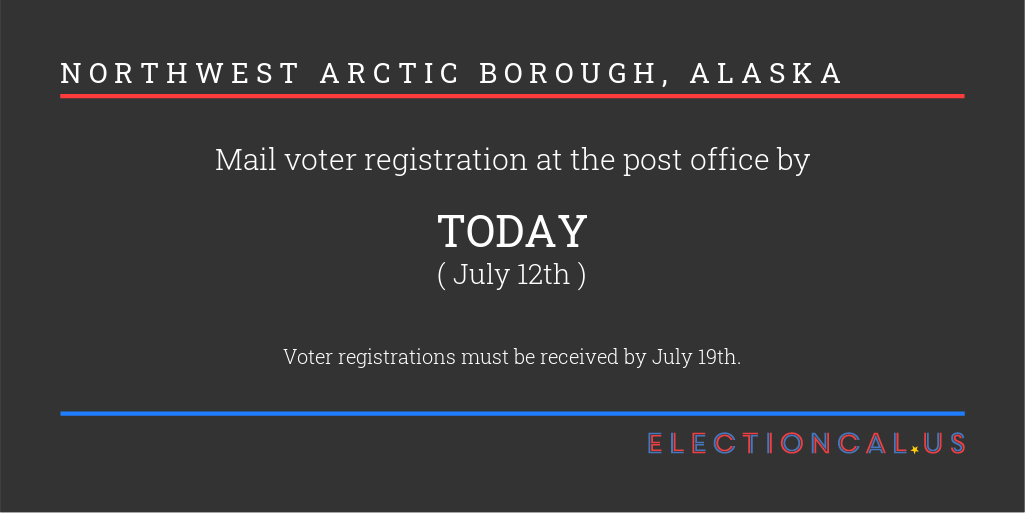 NORTHWEST ARCTIC BOROUGH, ALASKA
Mail voter registration at the post office by
TODAY
( July 12th )
Voter registrations must be received by July 19th.
ELECTIONCAL.US